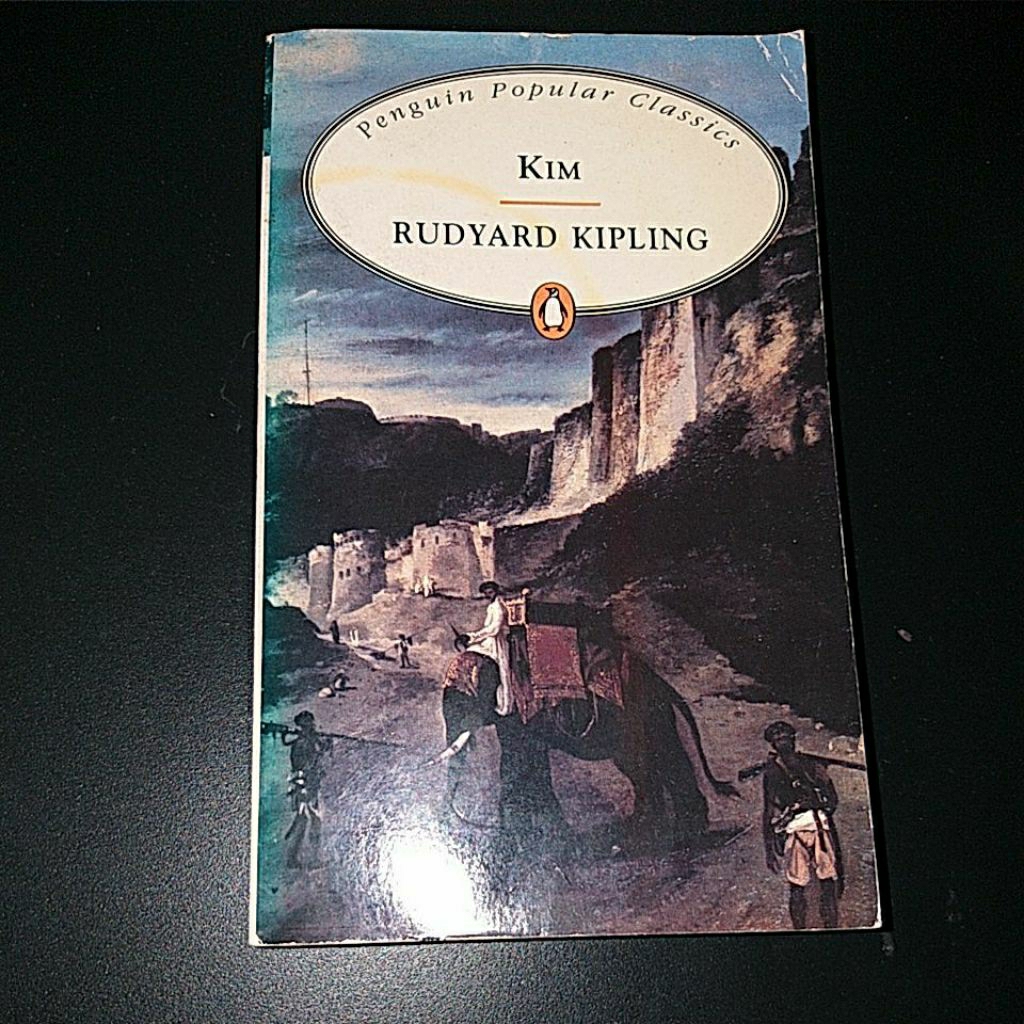 Penguin Popular Classics
KIM
RUDYARD KIPLING